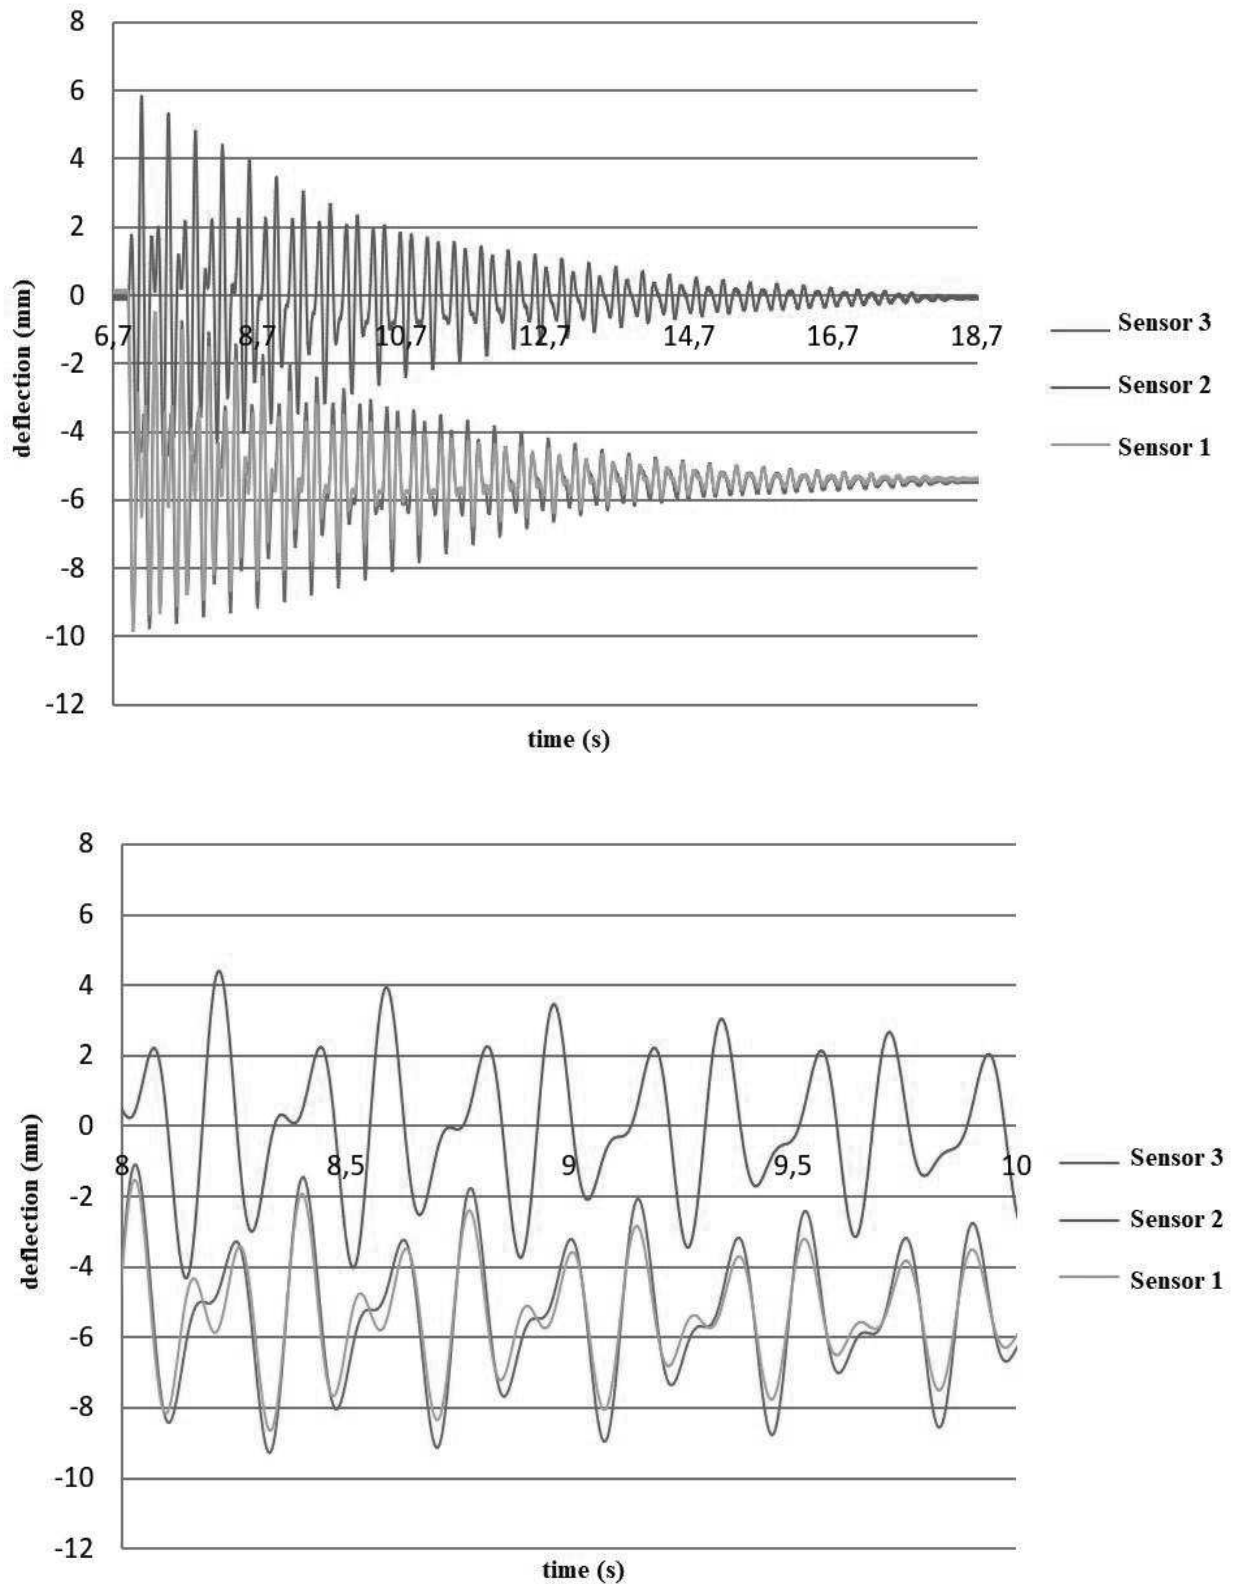 8
6
4
2
0
6,7 8,7 10,7 12,7 14,7 16,7 18,7
-2
-4
-6
-8
-10
-12
deflection (mm)
time (s)
Sensor 3
Sensor 2
Sensor 1
8
6
4
2
0
8 8,5 9 9,5 10
-2
-4
-6
-8
-10
-12
deflection (mm)
time (s)
Sensor 3
Sensor 2
Sensor 1